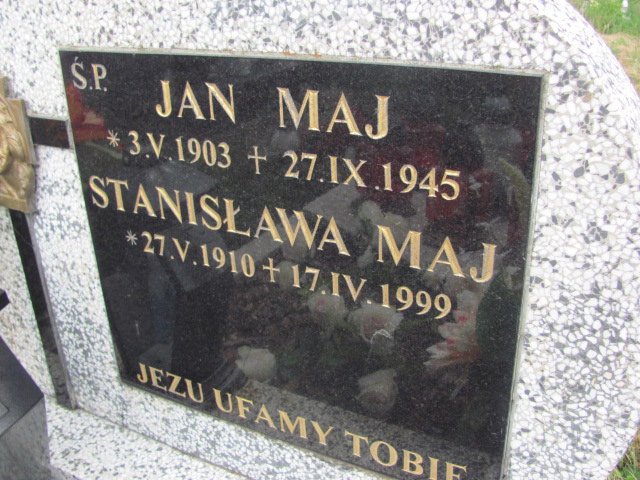 Ś.P.
JAN MAJ
* 3.V.1903 + 27.IX.1945
STANISŁAWA MAJ
* 27.V.1910 + 17.IV.1999
JEZU UFAMY TOBIE